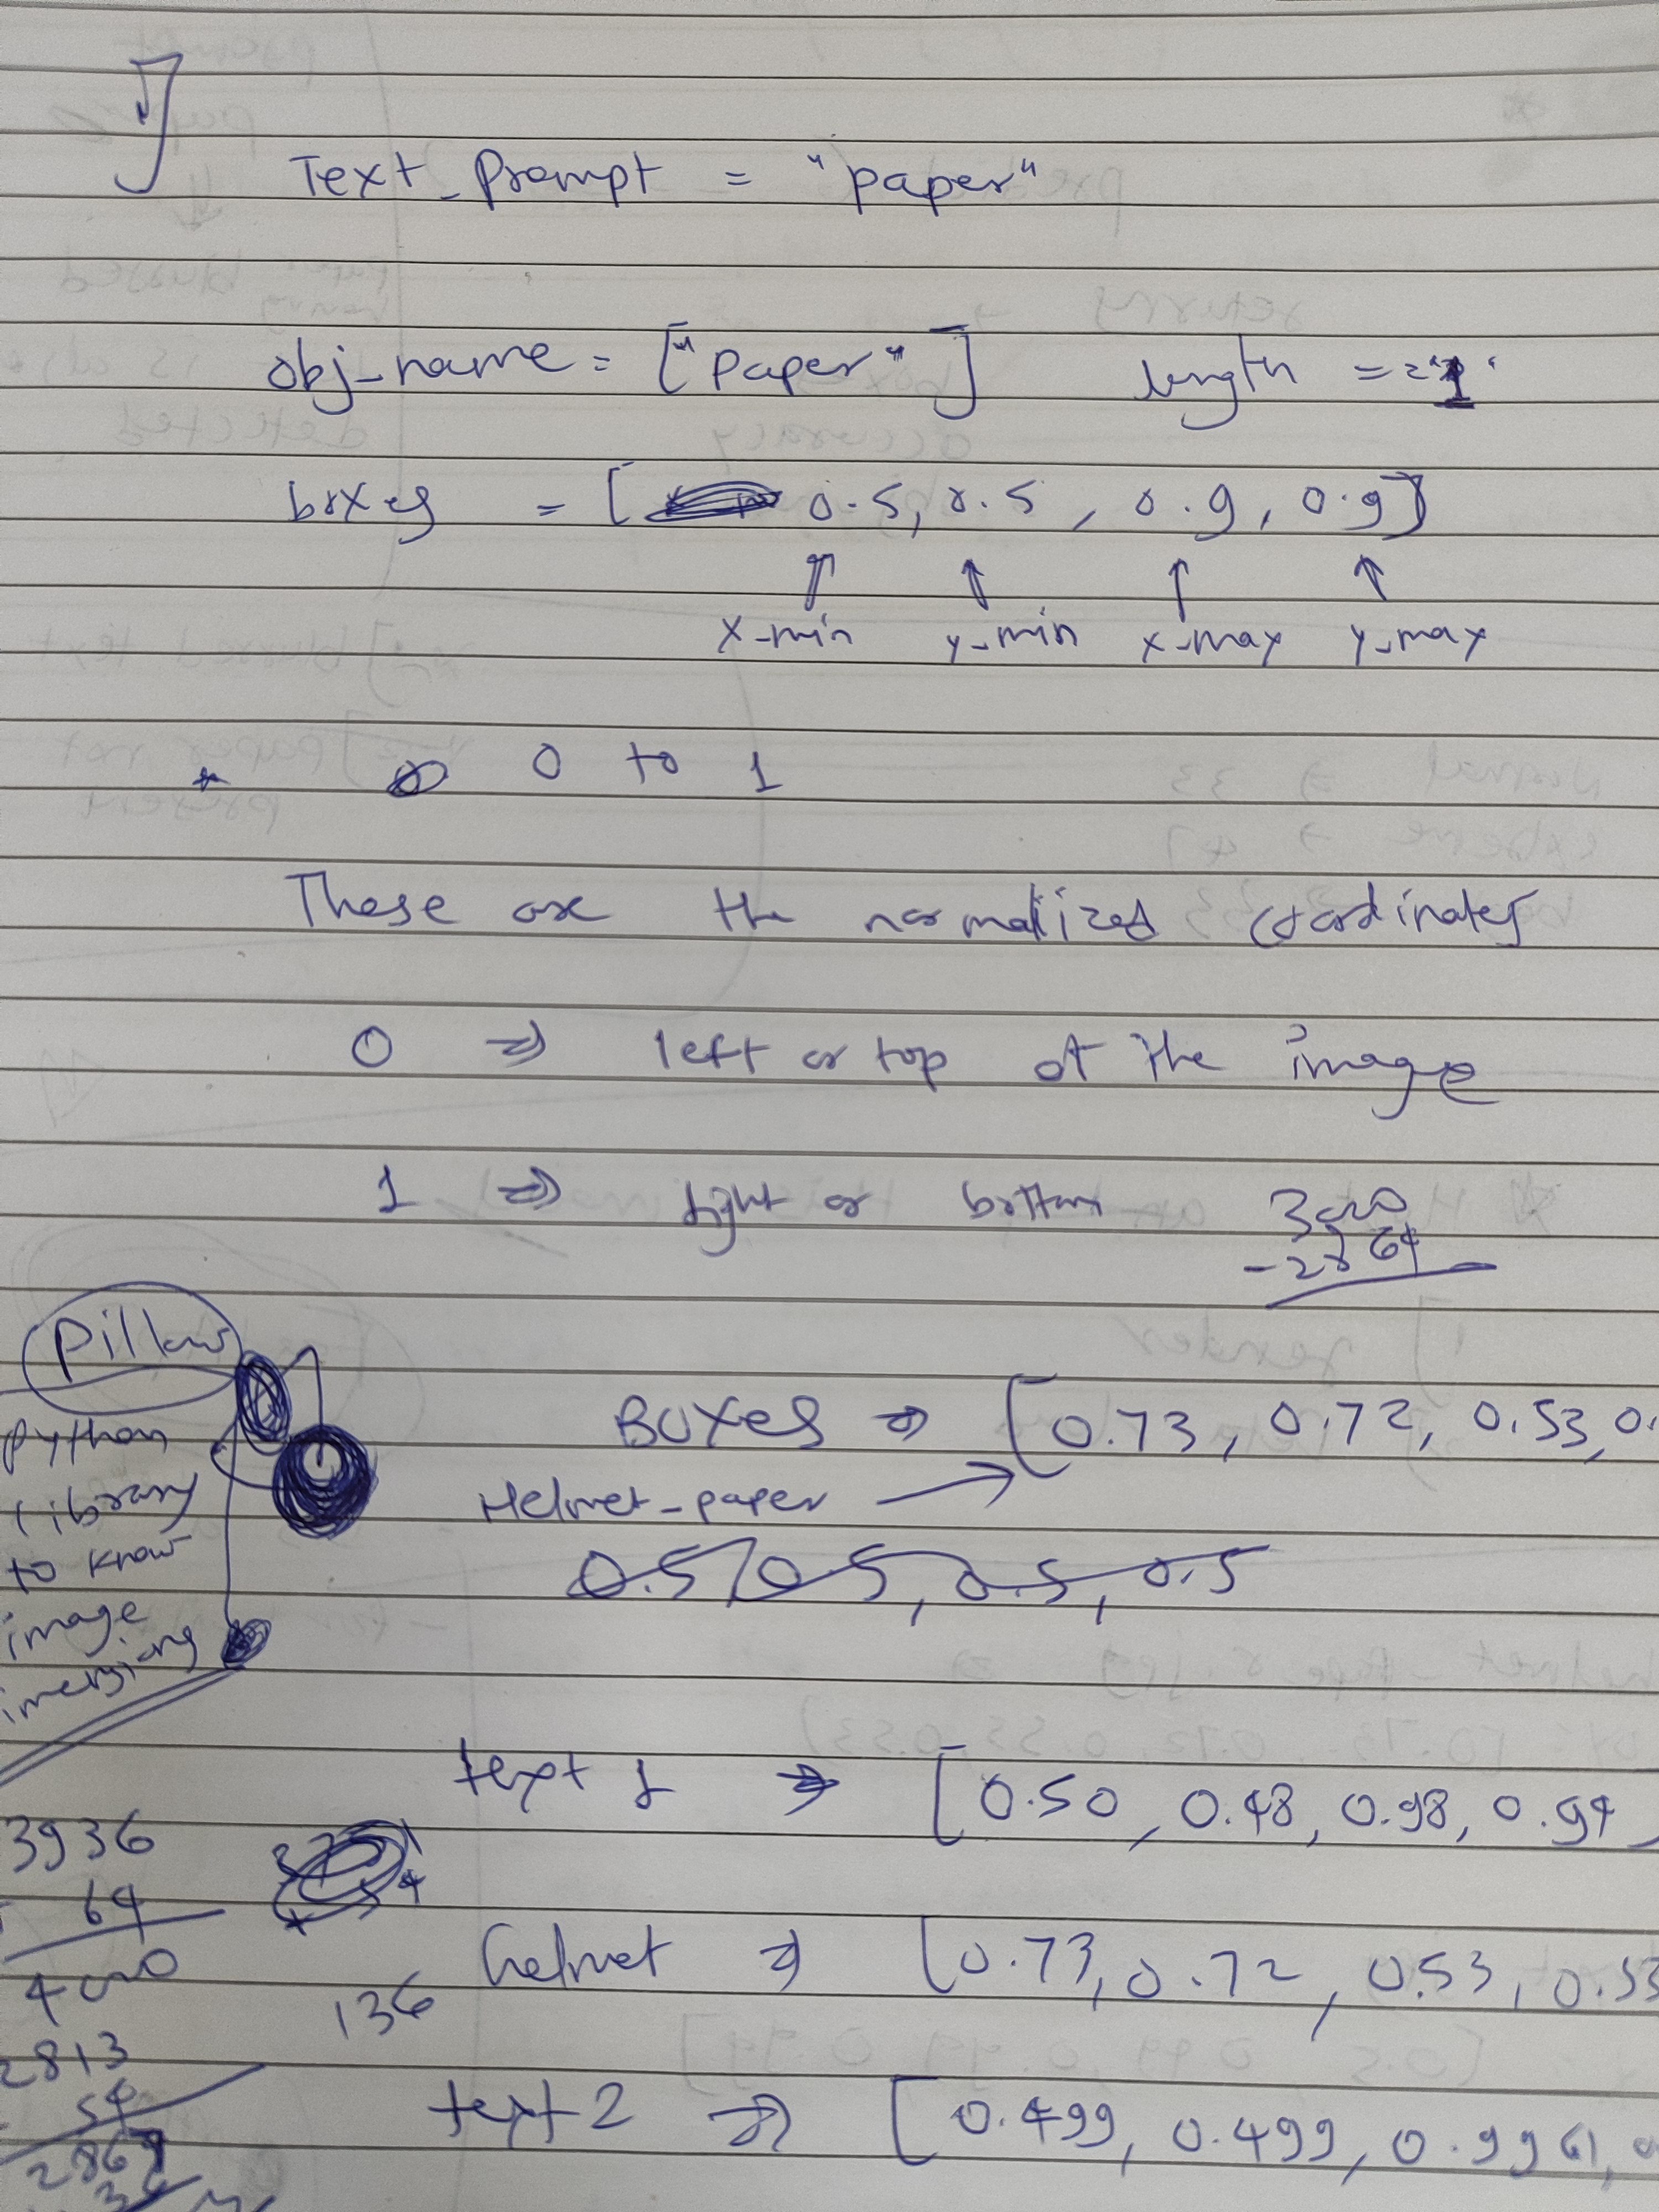 Text_Prompt = "paper"
obj_name = ["paper"] length == 1
boxes = [ 0.5, 0.5, 0.9, 0.9]
x-min y-min x-max y-max
* 0 to 1
These are the normalized coordinates
0 ⇒ left or top of the image
1 ⇒ right or bottom
3000
- 2864
Pillow
python
library
to know
image
BOXES ⇒ [0.73, 0.72, 0.53, 0.
Helmet-paper →
0.5, 0.5, 0.5, 0.5
text 1 ⇒ [0.50, 0.48, 0.98, 0.94
3936
64
4000
helmet ⇒ [0.73, 0.72, 0.53, 0.53
136
2813
54
text 2 ⇒ [0.499, 0.499, 0.9961,